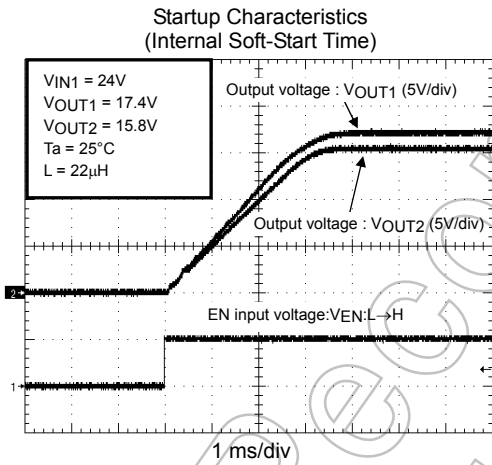 Startup Characteristics
(Internal Soft-Start Time)
VIN1 = 24V
VOUT1 = 17.4V
VOUT2 = 15.8V
Ta = 25°C
L = 22μH
Output voltage : VOUT1 (5V/div)
Output voltage : VOUT2 (5V/div)
2
EN input voltage:VEN:L→H
1
1 ms/div